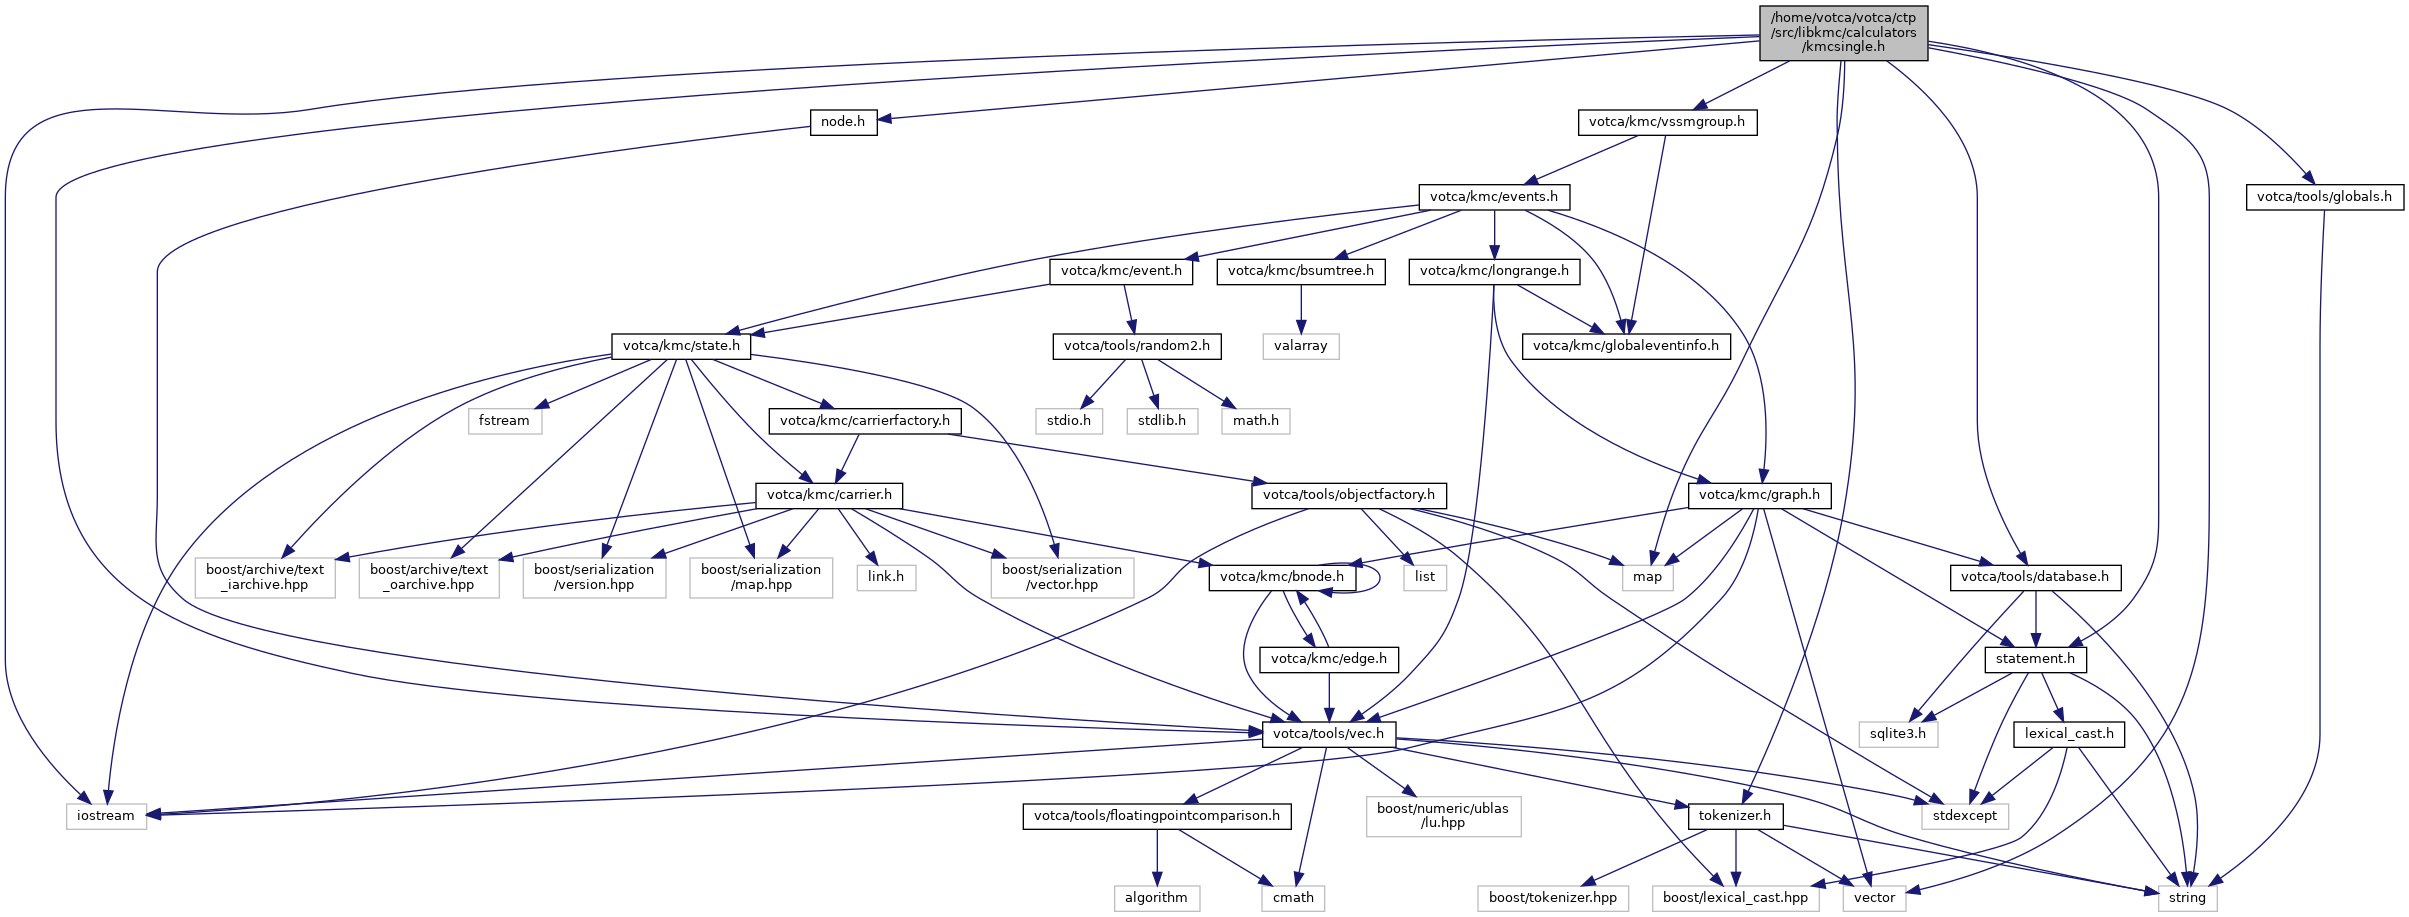 /home/votca/votca/ctp
/src/libkmc/calculators
/kmcsingle.h
node.h
votca/kmc/vssmgroup.h
votca/kmc/events.h
votca/tools/globals.h
votca/kmc/event.h
votca/kmc/bsumtree.h
votca/kmc/longrange.h
votca/kmc/state.h
votca/tools/random2.h
valarray
votca/kmc/globaleventinfo.h
fstream
votca/kmc/carrierfactory.h
stdio.h
stdlib.h
math.h
votca/kmc/carrier.h
votca/tools/objectfactory.h
votca/kmc/graph.h
boost/archive/text
_iarchive.hpp
boost/archive/text
_oarchive.hpp
boost/serialization
/version.hpp
boost/serialization
/map.hpp
link.h
boost/serialization
/vector.hpp
votca/kmc/bnode.h
list
map
votca/tools/database.h
votca/kmc/edge.h
statement.h
votca/tools/vec.h
sqlite3.h
lexical_cast.h
iostream
votca/tools/floatingpointcomparison.h
boost/numeric/ublas
/lu.hpp
tokenizer.h
stdexcept
algorithm
cmath
boost/tokenizer.hpp
boost/lexical_cast.hpp
vector
string